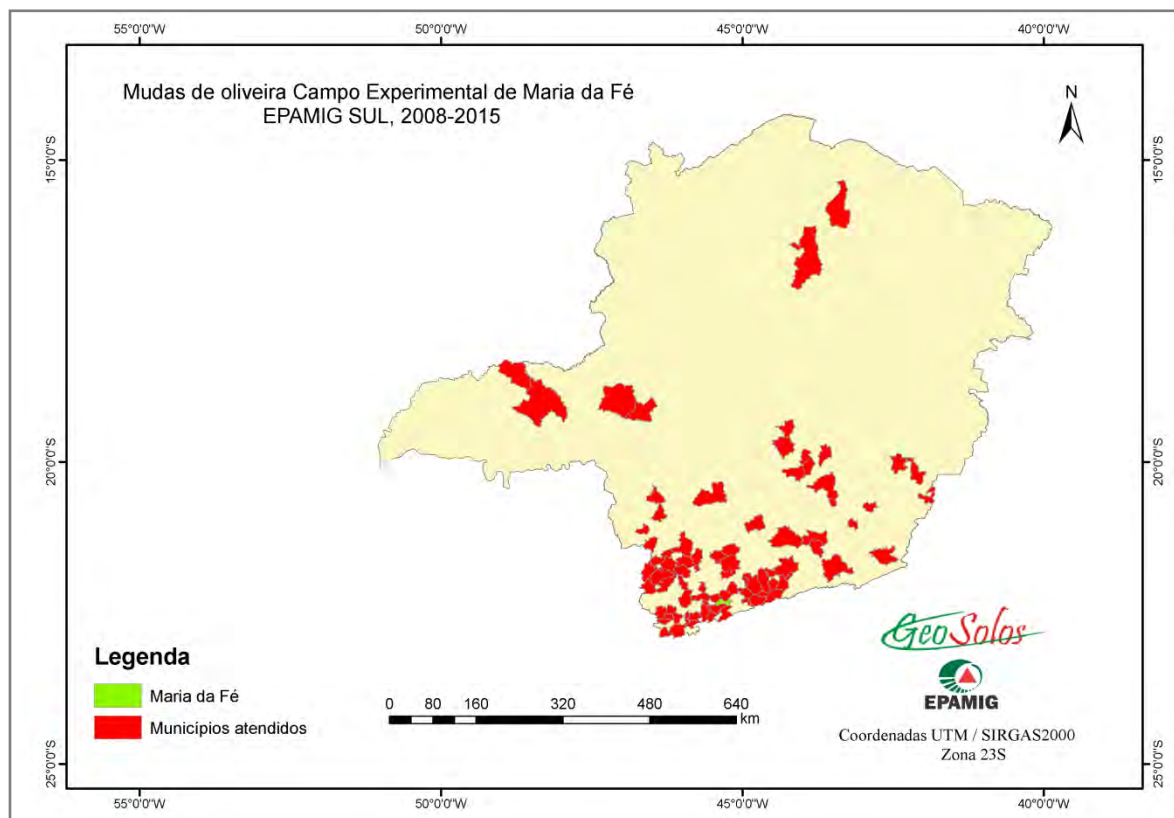 55°0'0"W 50°0'0"W 45°0'0"W 40°0'0"W
Mudas de oliveira Campo Experimental de Maria da Fé
EPAMIG SUL, 2008-2015
N
15°0'0"S 15°0'0"S
20°0'0"S 20°0'0"S
GeoSolos
Legenda
Maria da Fé
Municípios atendidos
0 80 160 320 480 640
km
EPAMIG
Coordenadas UTM / SIRGAS2000
Zona 23S
25°0'0"S 25°0'0"S
55°0'0"W 50°0'0"W 45°0'0"W 40°0'0"W